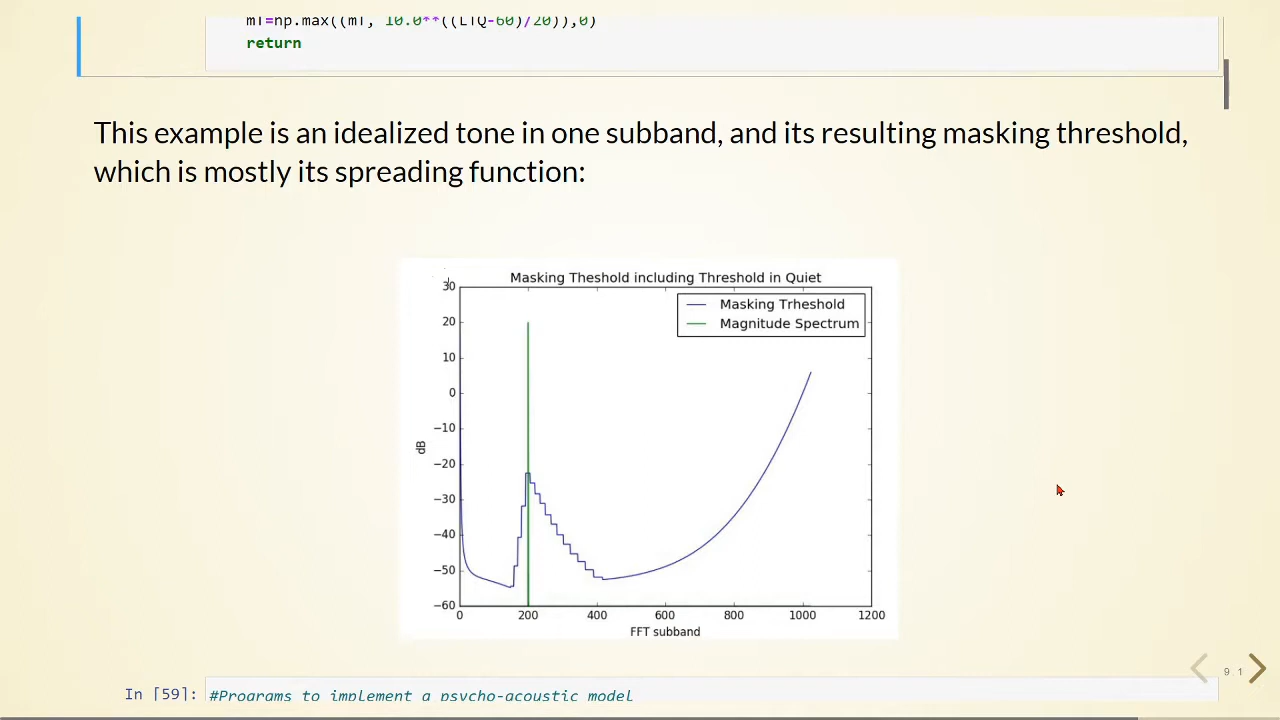 mT=np.max((mT, 10.0**((LTQ-60)/20)),0)
return
This example is an idealized tone in one subband, and its resulting masking threshold,
which is mostly its spreading function:
Masking Theshold including Threshold in Quiet
Masking Trheshold
Magnitude Spectrum
30
20
10
0
−10
−20
−30
−40
−50
−60
dB
0 200 400 600 800 1000 1200
FFT subband
9.1
In [59]: #Programs to implement a psycho-acoustic model